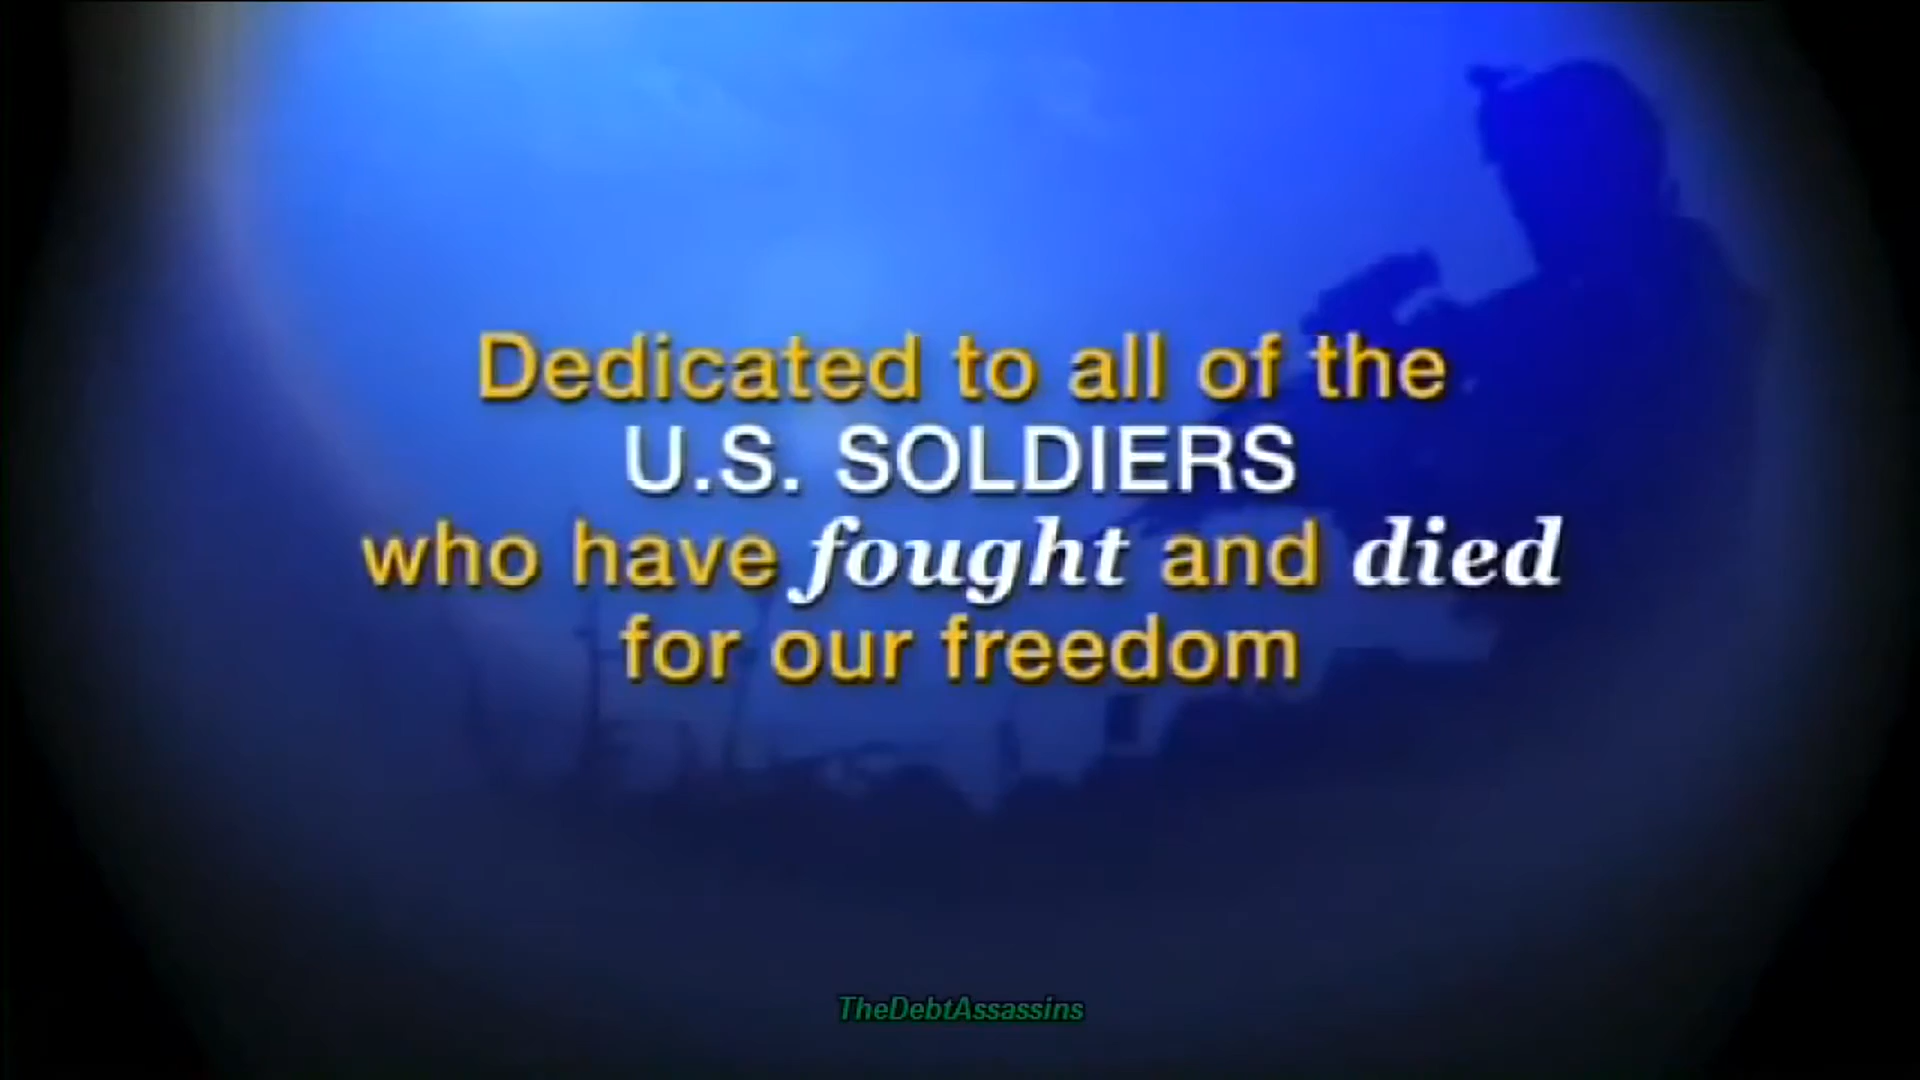 Dedicated to all of the
U.S. SOLDIERS
who have fought and died
for our freedom
TheDebtAssassins